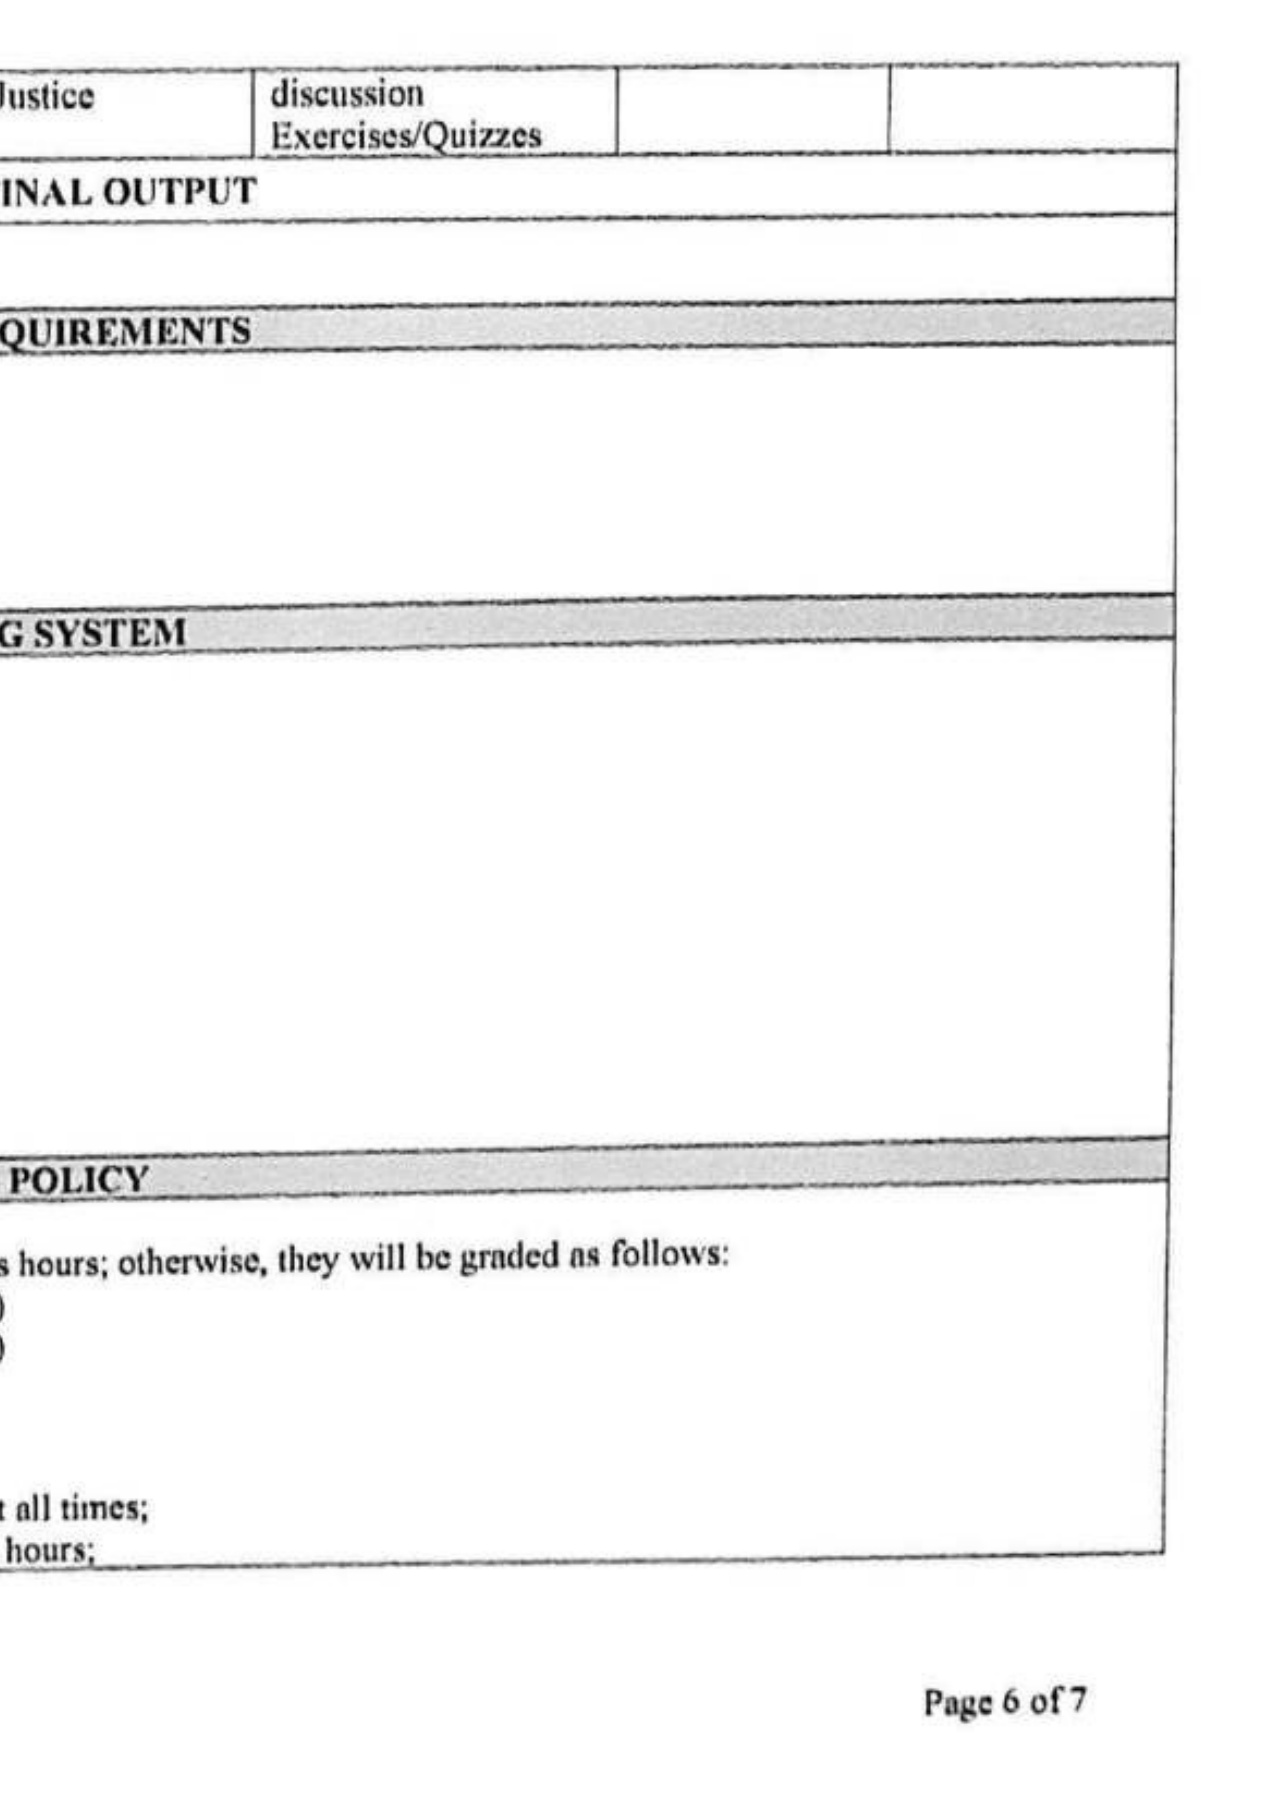 Justice
discussion
Exercises/Quizzes
INAL OUTPUT
QUIREMENTS
G SYSTEM
POLICY
s hours; otherwise, they will be graded as follows:
)
)
t all times;
hours;
Page 6 of 7